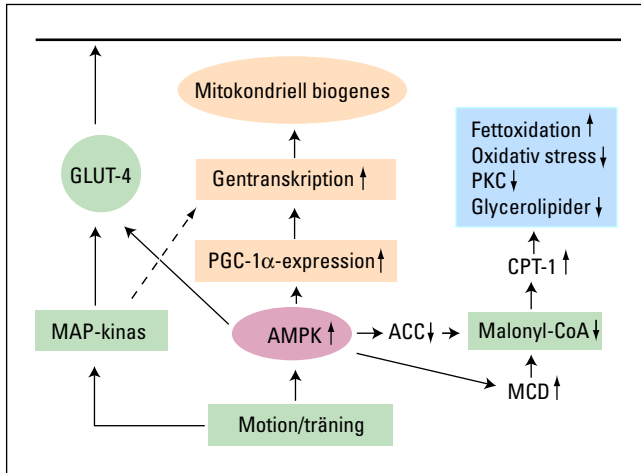 Mitokondriell biogenes
Fettoxidation ↑
Oxidativ stress ↓
PKC ↓
Glycerolipider ↓
GLUT-4
Gentranskription ↑
PGC-1α-expression ↑
CPT-1 ↑
MAP-kinas
AMPK ↑
ACC ↓
Malonyl-CoA ↓
MCD ↑
Motion/träning